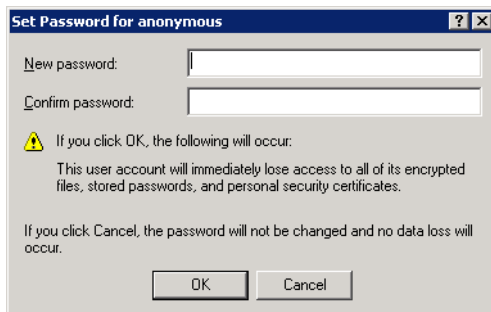 Set Password for anonymous
New password:
Confirm password:
If you click OK, the following will occur:
This user account will immediately lose access to all of its encrypted
files, stored passwords, and personal security certificates.
If you click Cancel, the password will not be changed and no data loss will
occur.
OK Cancel